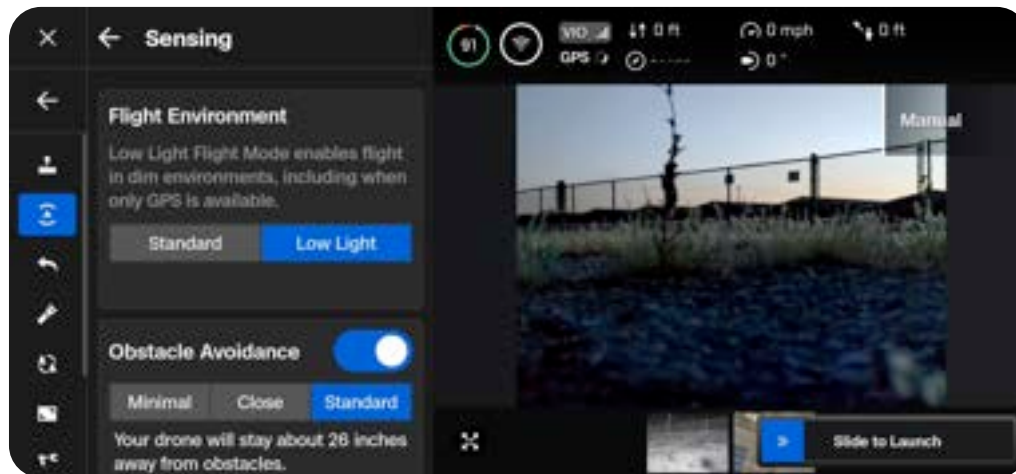 Sensing
Flight Environment
Low Light Flight Mode enables flight
in dim environments, including when
only GPS is available.
Standard Low Light
Obstacle Avoidance
Minimal Close Standard
Your drone will stay about 26 inches
away from obstacles.
91 VIO 0 ft 0 mph 0 ft
GPS ----- 0°
Manual
Slide to Launch